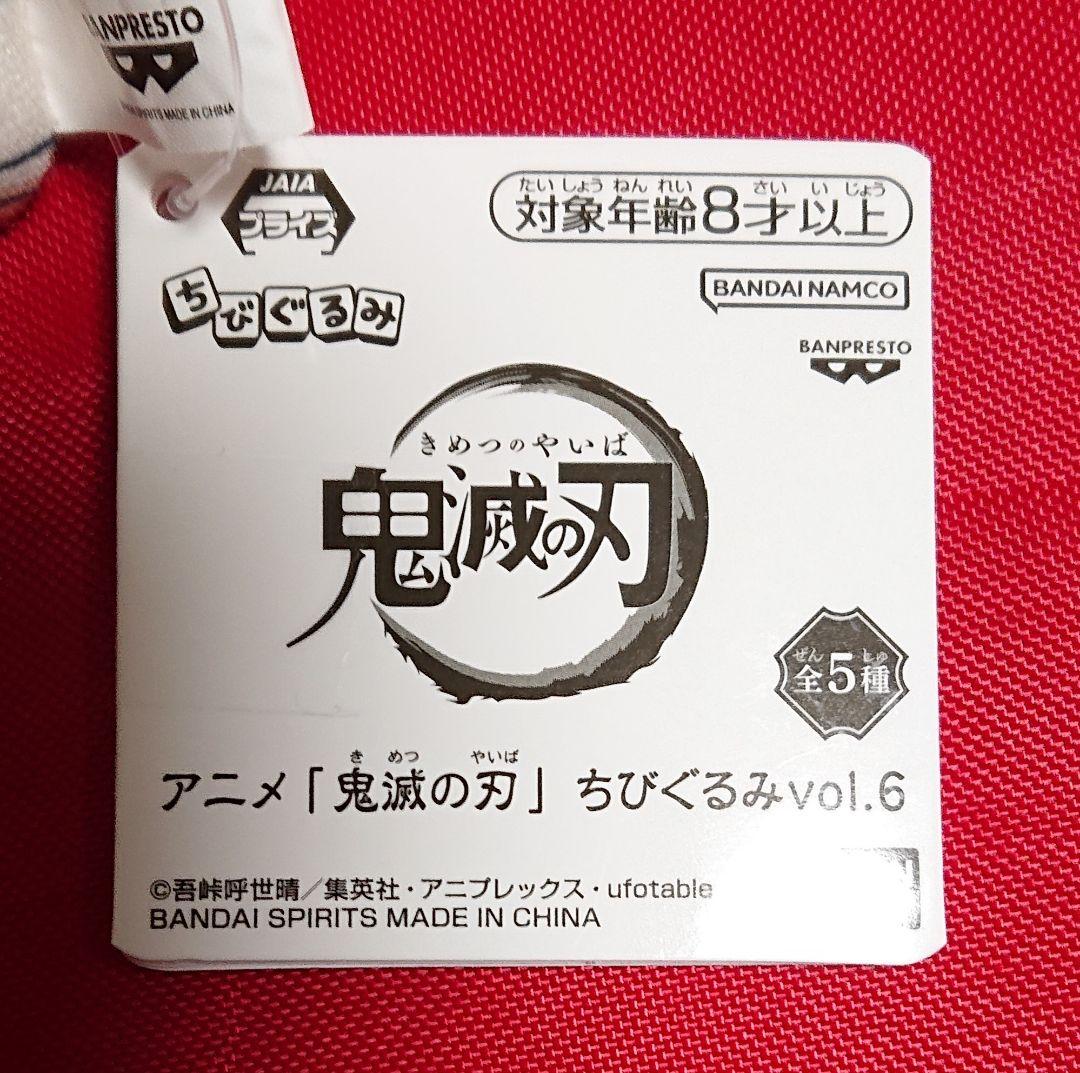 BANPRESTO
SPIRITS MADE IN CHINA
JAIA
プライズ
たいしょうねんれい さいいじょう
対象年齢8才以上
ちびぐるみ
BANDAI NAMCO
BANPRESTO
きめつのやいば
鬼滅の刃
ぜん しゅ
全5種
き めつ やいば
アニメ「鬼滅の刃」ちびぐるみvol.6
©吾峠呼世晴／集英社・アニプレックス・ufotable
BANDAI SPIRITS MADE IN CHINA